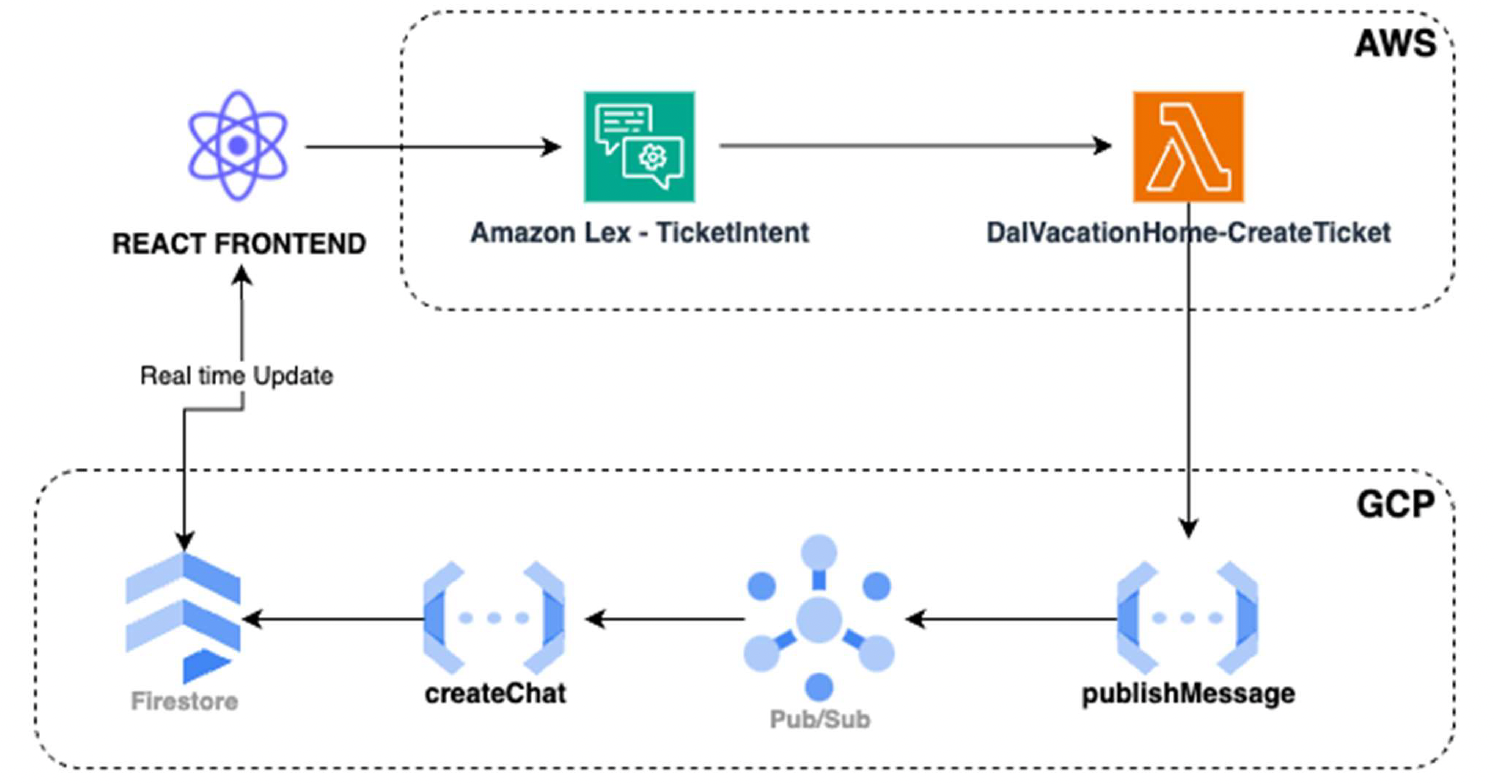 AWS
REACT FRONTEND
Amazon Lex - TicketIntent
DalVacationHome-CreateTicket
Real time Update
GCP
Firestore
createChat
Pub/Sub
publishMessage